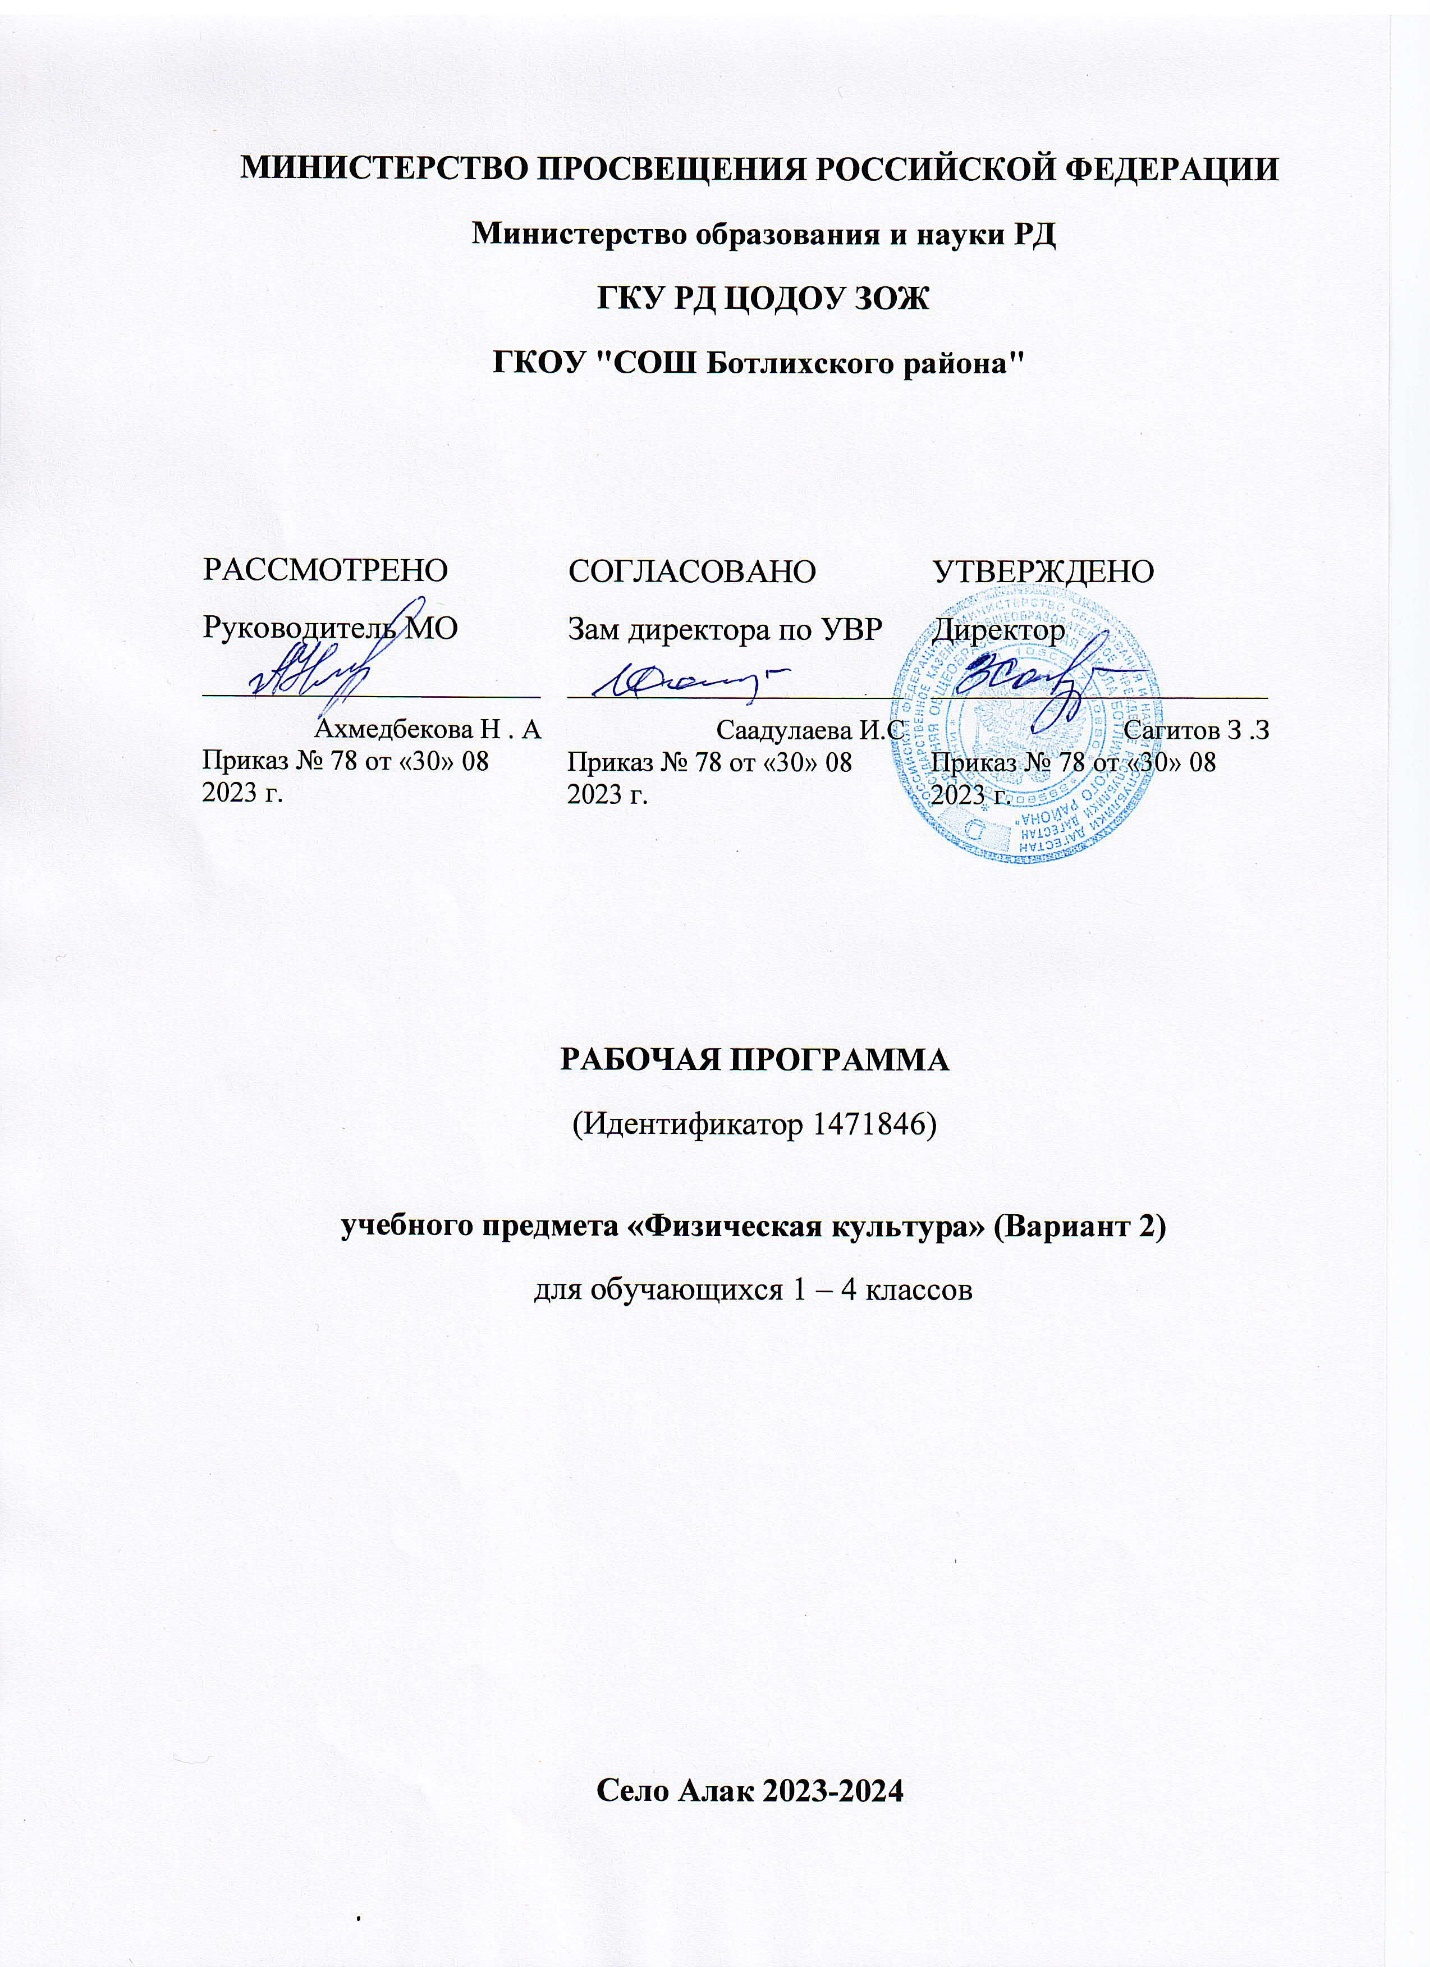 МИНИСТЕРСТВО ПРОСВЕЩЕНИЯ РОССИЙСКОЙ ФЕДЕРАЦИИ
Министерство образования и науки РД
ГКУ РД ЦОДОУ ЗОЖ
ГКОУ "СОШ Ботлихского района"
РАССМОТРЕНО
Руководитель МО
Ахмедбекова Н . А
Приказ № 78 от «30» 08
2023 г.
СОГЛАСОВАНО
Зам директора по УВР
Саадулаева И.С
Приказ № 78 от «30» 08
2023 г.
УТВЕРЖДЕНО
Директор
Сагитов З .З
Приказ № 78 от «30» 08
2023 г.
РАБОЧАЯ ПРОГРАММА
(Идентификатор 1471846)
учебного предмета «Физическая культура» (Вариант 2)
для обучающихся 1 – 4 классов
Село Алак 2023-2024